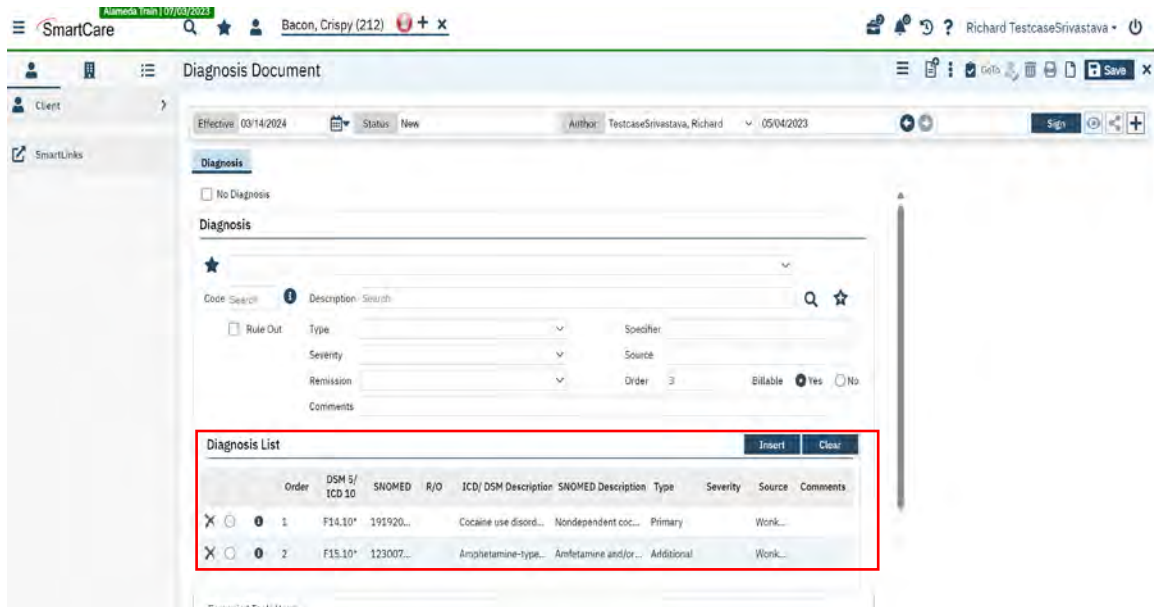 Alameda Train | 07/03/2023
SmartCare
Bacon, Crispy (212) + x
? Richard TestcaseSrivastava
Diagnosis Document
GoTo Save x
Client
SmartLinks
Effective 03/14/2024 Status New Author TestcaseSrivastava, Richard 05/04/2023 Sign
Diagnosis
No Diagnosis
Diagnosis
Code Search Description Search
Rule Out Type Specifier
Severity Source
Remission Order 3 Billable Yes No
Comments
Diagnosis List Insert Clear
Order DSM 5/ ICD 10 SNOMED R/O ICD/ DSM Description SNOMED Description Type Severity Source Comments
1 F14.10* 191920... Cocaine use disord... Nondependent coc... Primary Wonk...
2 F15.10* 123007... Amphetamine-type... Amfetamine and/or... Additional Wonk...